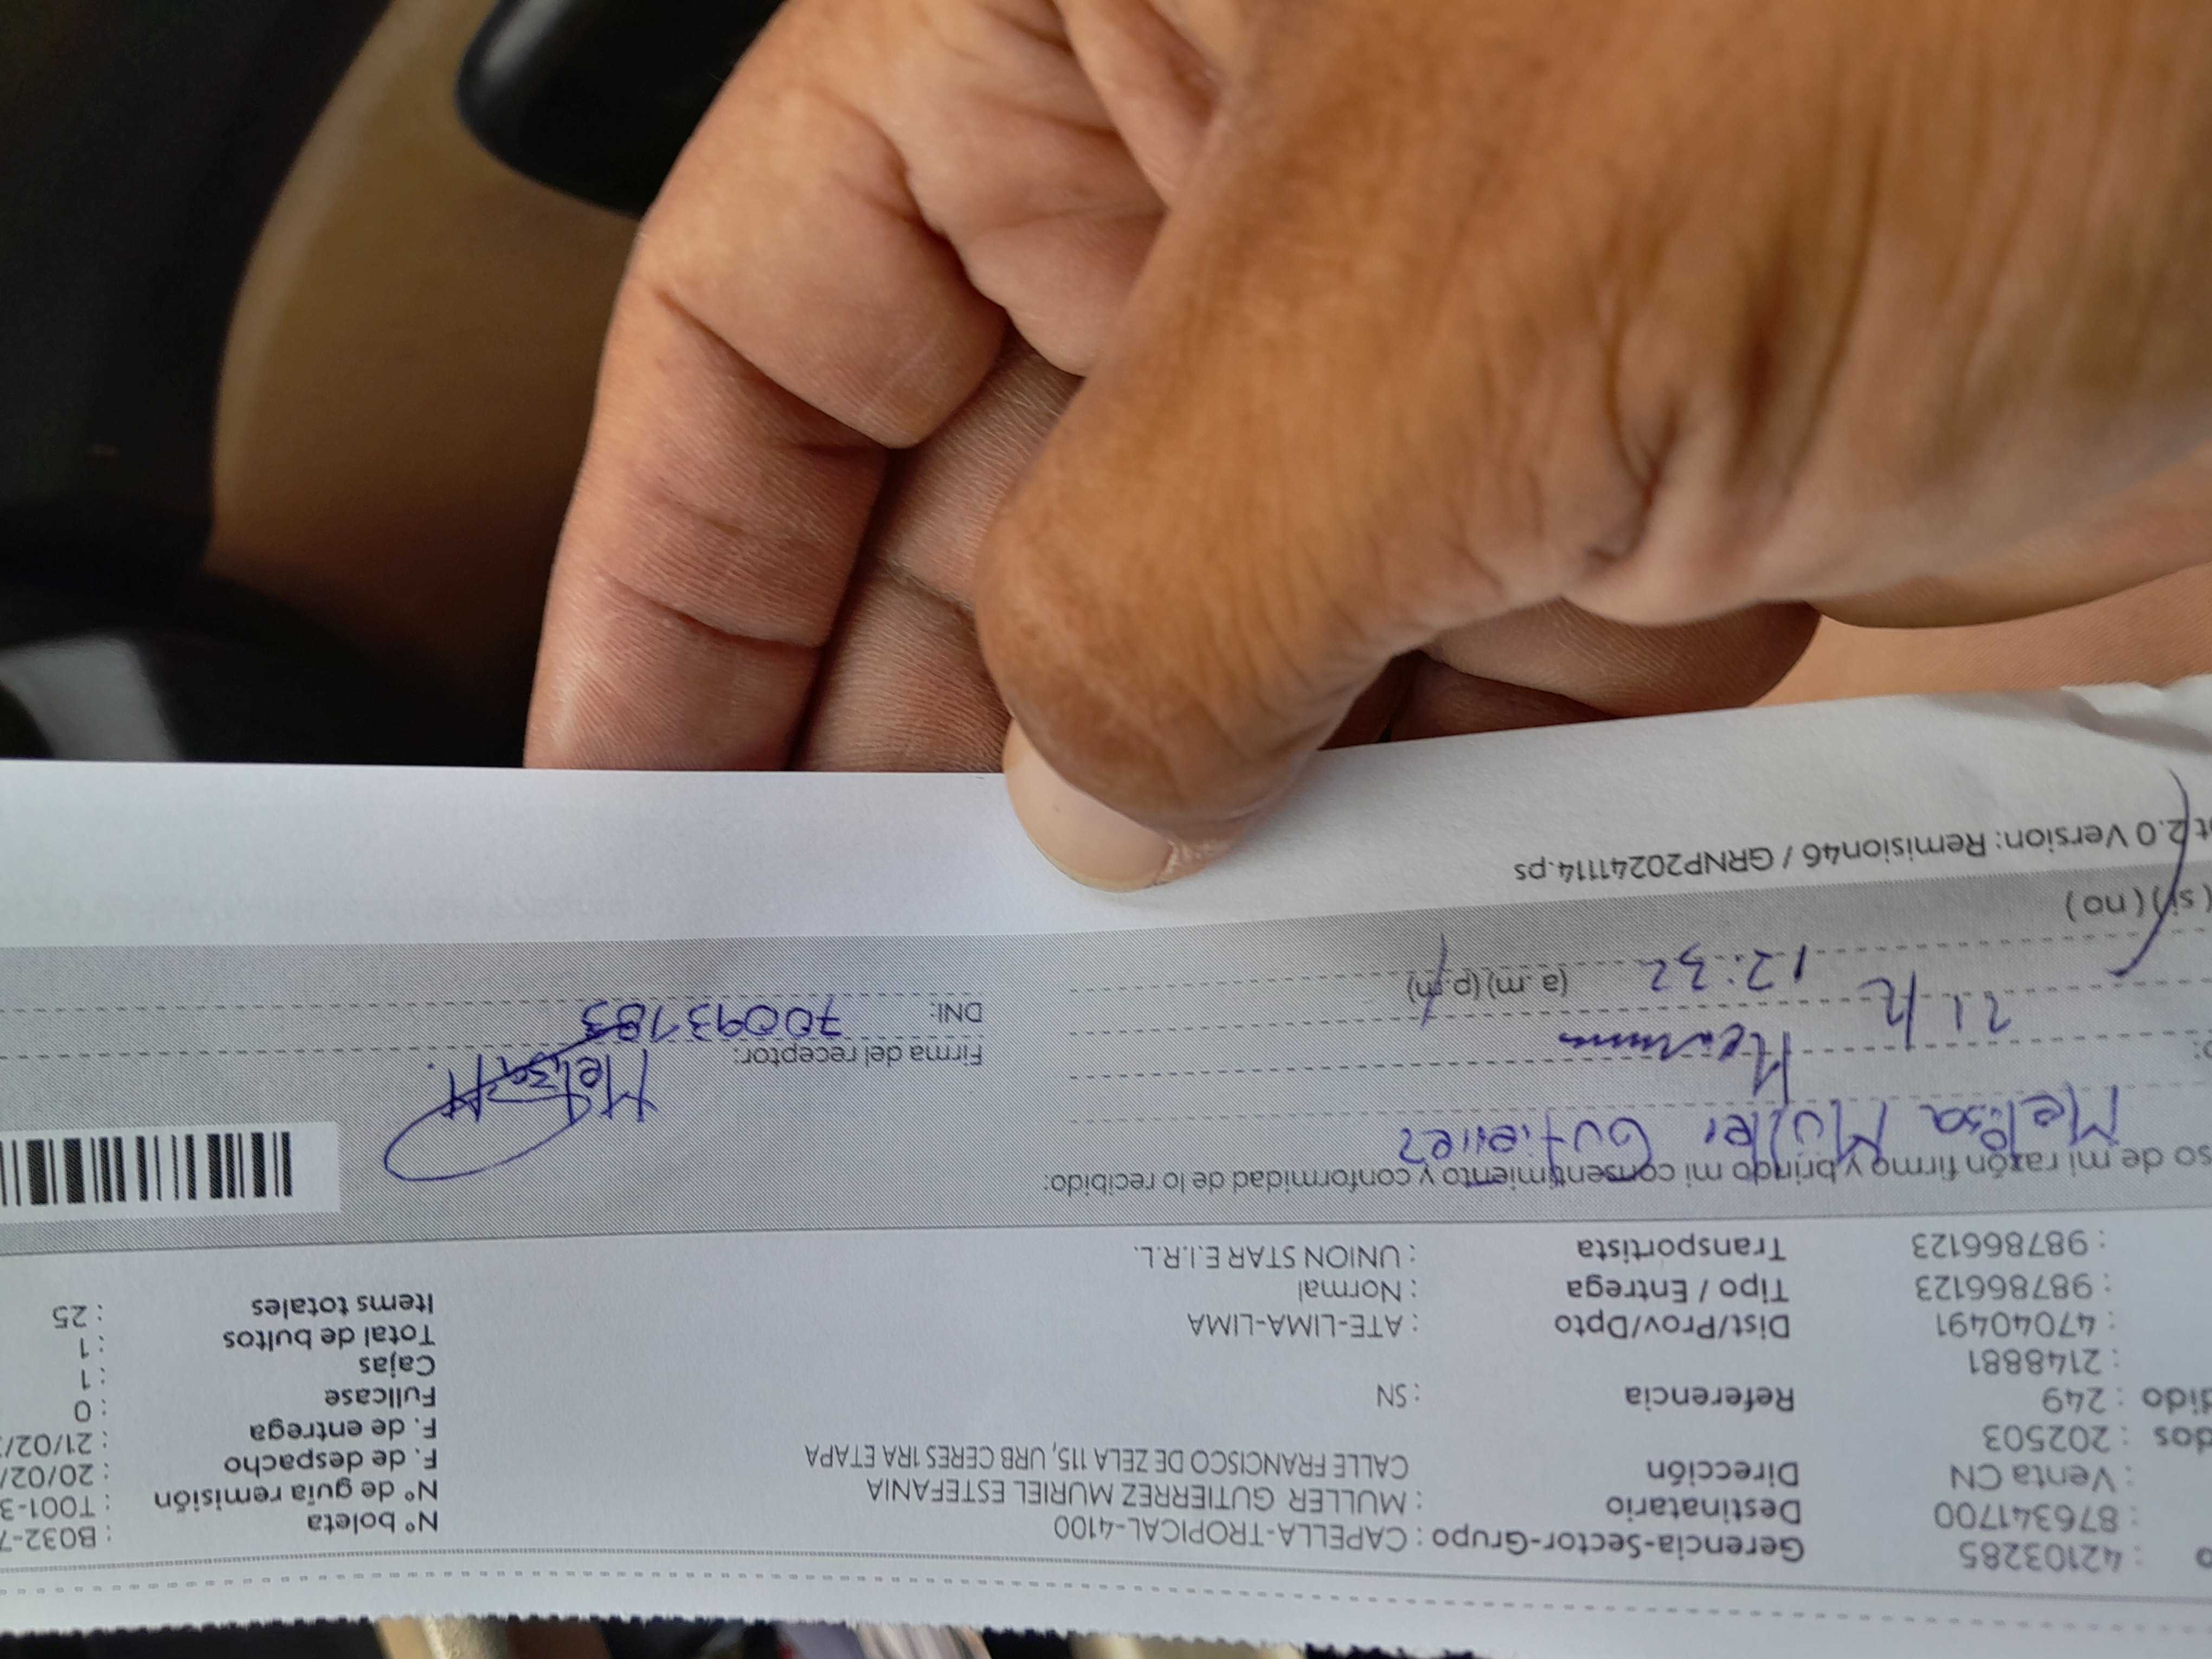 : 42103285 Gerencia-Sector-Grupo : CAPELLA-TROPICAL-4100 N° boleta : B032-7
: 876341700 Destinatario : MULLER GUTIERREZ MURIEL ESTEFANIA N° de guía remisión : T001-3
: Venta CN Dirección CALLE FRANCISCO DE ZELA 115, URB CERES 1RA ETAPA F. de despacho : 20/02/
dos : 202503 F. de entrega : 21/02/
dido : 249 Referencia : SN Fullcase : 0
: 2148881 Cajas : 1
: 47040491 Dist/Prov/Dpto : ATE-LIMA-LIMA Total de bultos : 1
: 987866123 Tipo / Entrega : Normal Items totales : 25
: 987866123 Transportista : UNION STAR E.I.R.L.
so de mi razón firmo y brindo mi consentimiento y conformidad de lo recibido:
Melissa Müller Gutierrez
Hermana Firma del receptor: Melissa M.
21 12:32 (a.m) (p.m) DNI: 70093183
(si) (no)
t 2.0 Version: Remision46 / GRNP20241114.ps